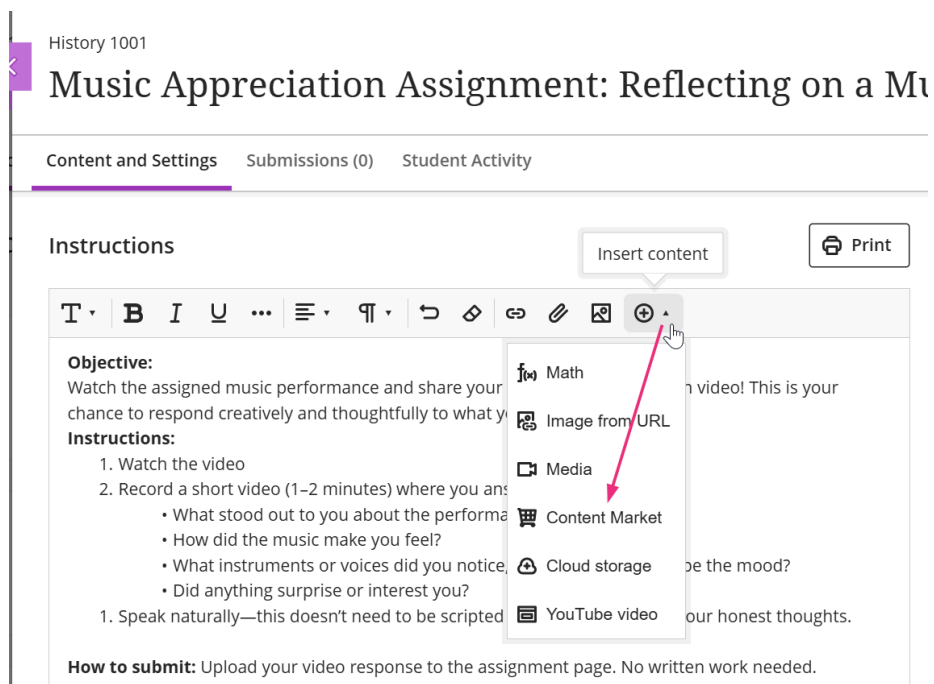 History 1001
Music Appreciation Assignment: Reflecting on a Mu
Content and Settings Submissions (0) Student Activity
Instructions
Insert content
Print
Objective:
Watch the assigned music performance and share your video! This is your
chance to respond creatively and thoughtfully to what
Instructions:
1. Watch the video
2. Record a short video (1–2 minutes) where you
• What stood out to you about the performa
• How did the music make you feel?
• What instruments or voices did you notice, be the mood?
• Did anything surprise or interest you?
1. Speak naturally—this doesn’t need to be scripted our honest thoughts.
How to submit: Upload your video response to the assignment page. No written work needed.
Math
Image from URL
Media
Content Market
Cloud storage
YouTube video